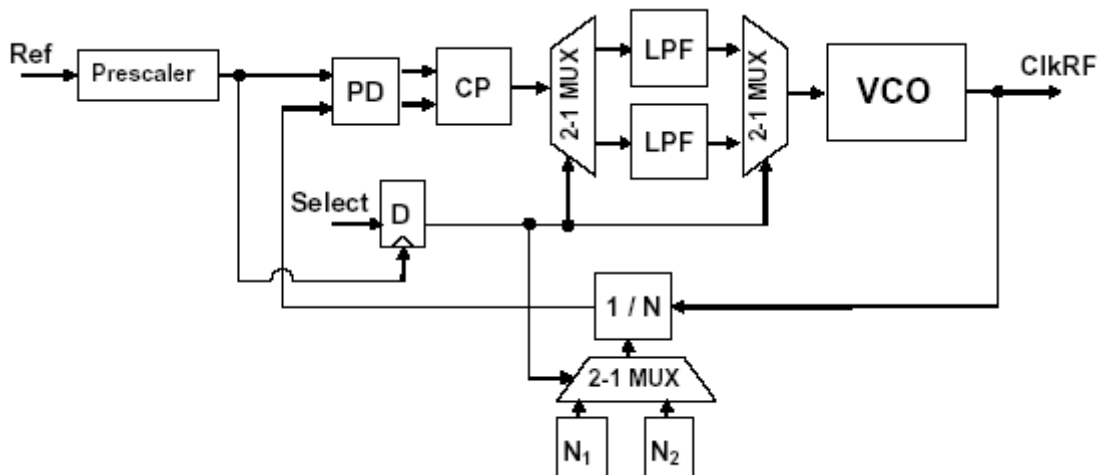 Ref
Prescaler
PD
CP
2-1 MUX
LPF
LPF
2-1 MUX
VCO
ClkRF
Select
D
1 / N
2-1 MUX
N₁
N₂